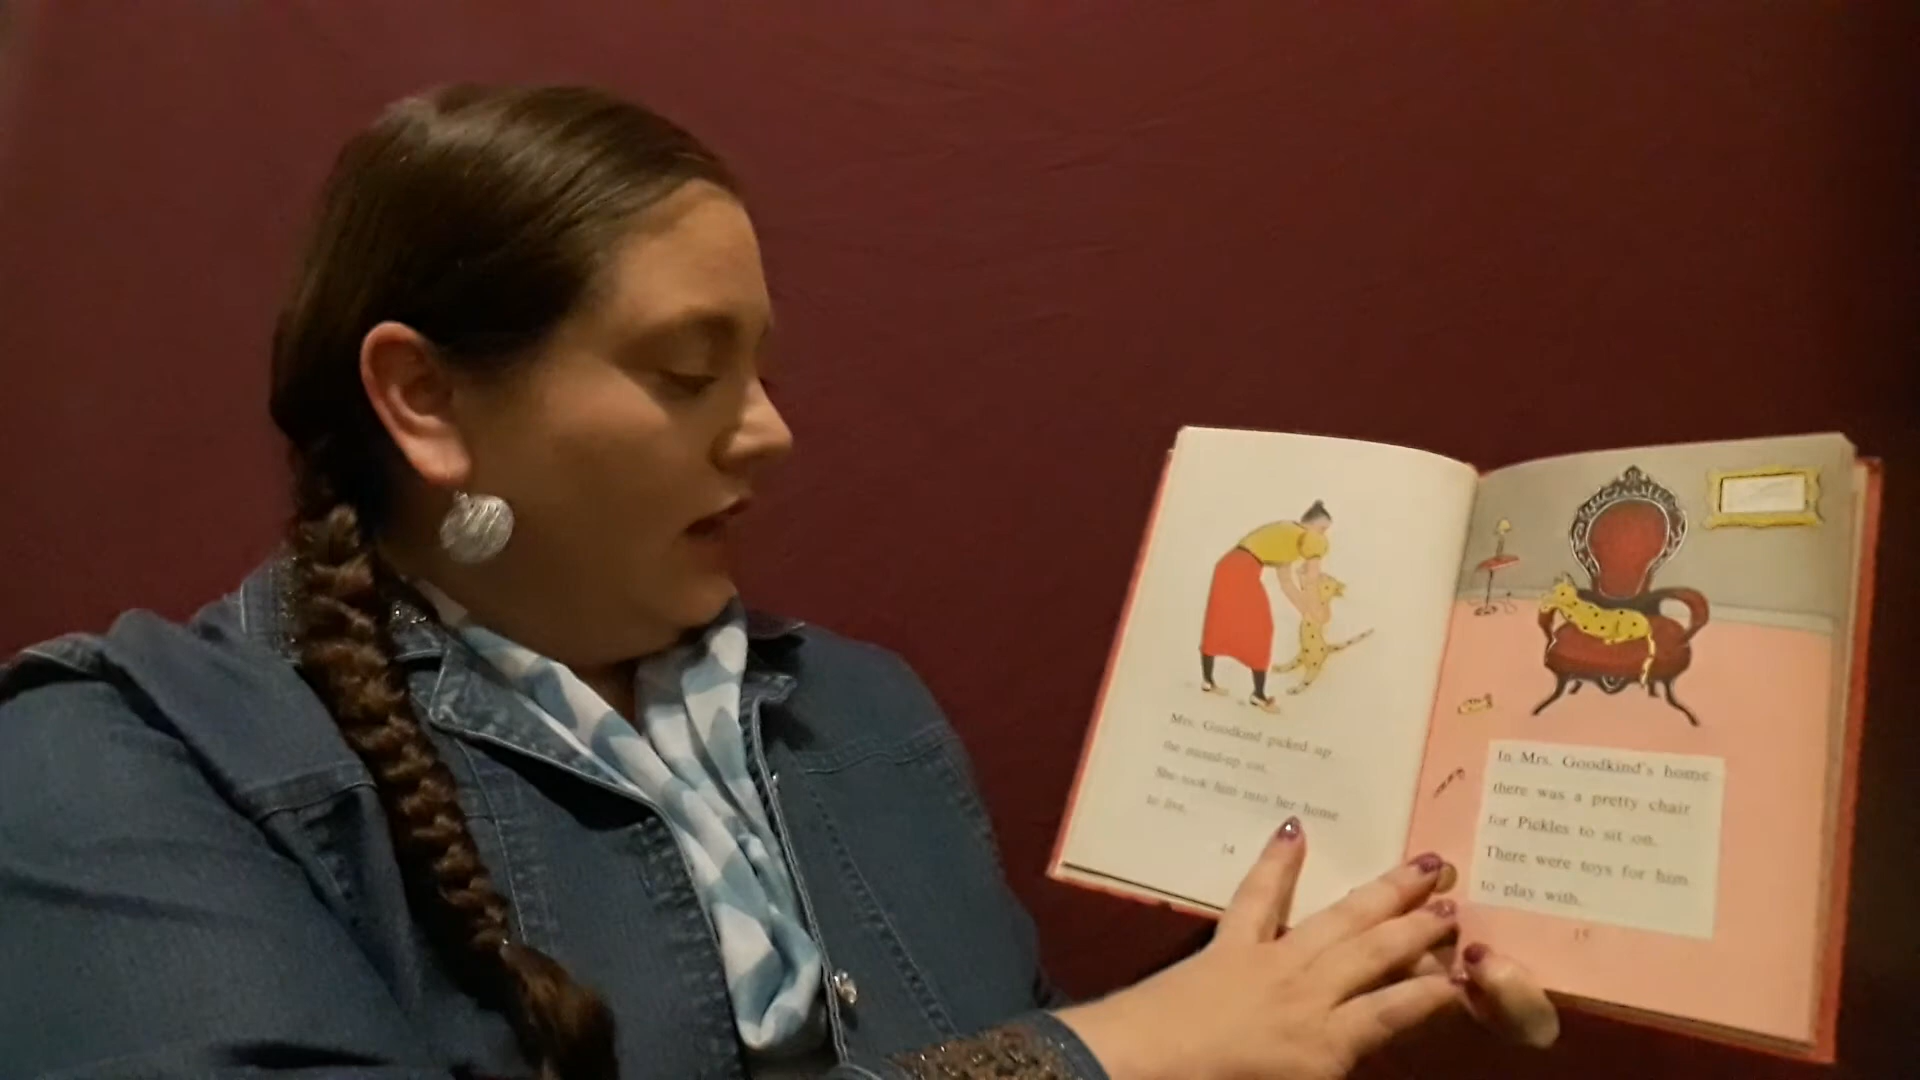 Mrs. Goodkind picked up
the mixed-up cat.
She took him into her home
to live.
14
In Mrs. Goodkind's home
there was a pretty chair
for Pickles to sit on.
There were toys for him
to play with.
15